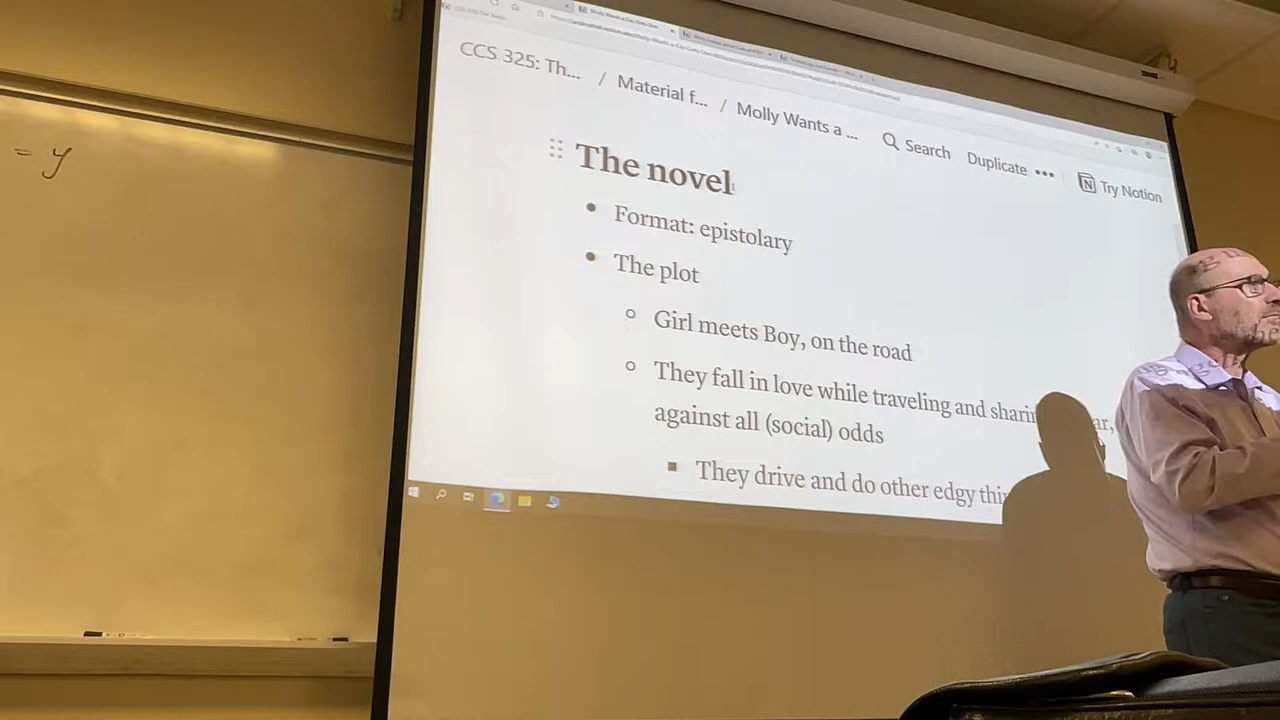 = y
CCS 325: Th... / Material f... / Molly Wants a ... Search Duplicate ••• Try Notion
The novel
• Format: epistolary
• The plot
○ Girl meets Boy, on the road
○ They fall in love while traveling and ar,
against all (social) odds
▪ They drive and do other edgy